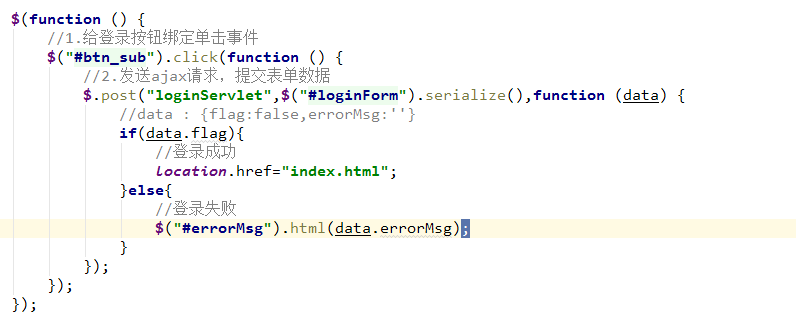 $(function () {
//1.给登录按钮绑定单击事件
$("#btn_sub").click(function () {
//2.发送ajax请求，提交表单数据
$.post("loginServlet",$("#loginForm").serialize(),function (data) {
//data : {flag:false,errorMsg:''}
if(data.flag){
//登录成功
location.href="index.html";
}else{
//登录失败
$("#errorMsg").html(data.errorMsg);
}
});
});
});